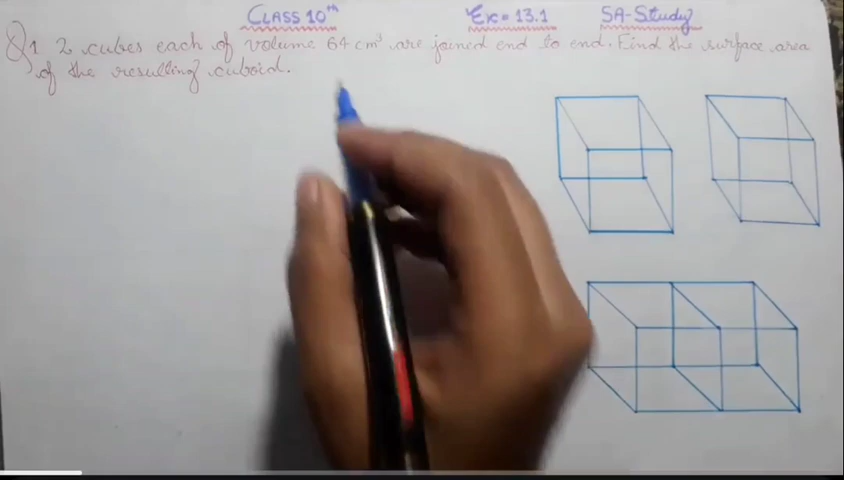 CLASS 10th Ex = 13.1 SA-Study
Q1 2 cubes each of volume 64 cm³ are joined end to end. Find the surface area
of the resulting cuboid.